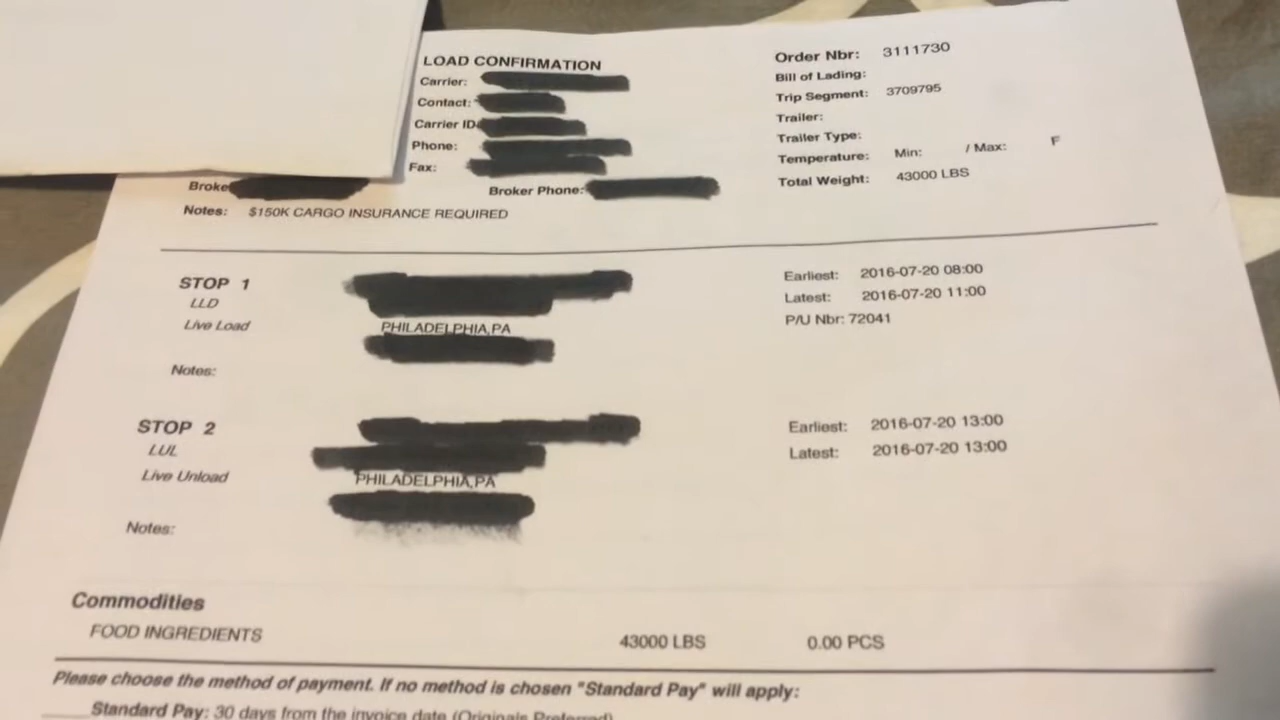 LOAD CONFIRMATION
Carrier:
Contact:
Carrier ID
Phone:
Fax:
Order Nbr: 3111730
Bill of Lading:
Trip Segment: 3709795
Trailer:
Trailer Type:
Temperature: Min: / Max: F
Total Weight: 43000 LBS
Broke
Broker Phone:
Notes: $150K CARGO INSURANCE REQUIRED
STOP 1
LLD
Live Load
PHILADELPHIA,PA
Earliest: 2016-07-20 08:00
Latest: 2016-07-20 11:00
P/U Nbr: 72041
Notes:
STOP 2
LUL
Live Unload
PHILADELPHIA,PA
Earliest: 2016-07-20 13:00
Latest: 2016-07-20 13:00
Notes:
Commodities
FOOD INGREDIENTS 43000 LBS 0.00 PCS
Please choose the method of payment. If no method is chosen "Standard Pay" will apply:
Standard Pay: 30 days from the invoice date (Originals Preferred)